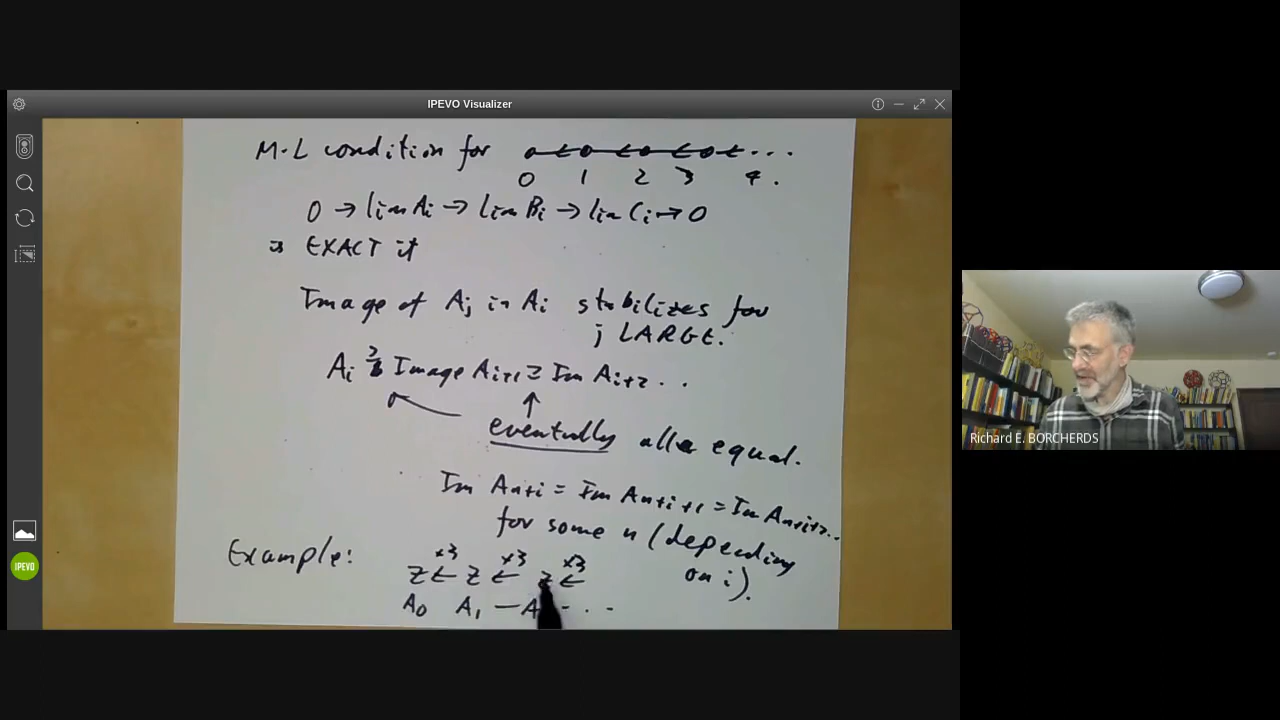 IPEVO Visualizer
M-L condition for
0 1 2 3 4 .
0 → lim Ai → lim Bi → lim Ci → 0
is EXACT if
Image of Aj in Ai stabilizes for
j LARGE.
Ai ⊇ Image Ai+1 ⊇ Im Ai+2 . . .
eventually all equal.
Im An+i = Im An+i+1 = Im An+i+2 ...
for some n (depending
on i).
Example:
×3 ×3 ×3
Z ← Z ← Z ←
A0 A1 — A - . . .
IPEVO
Richard E. BORCHERDS